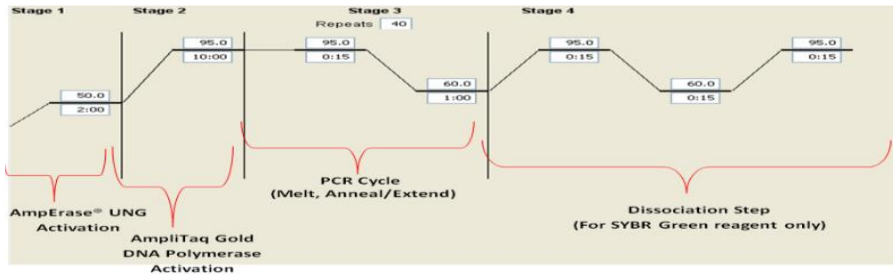 Stage 1
Stage 2
Stage 3
Stage 4
Repeats 40
50.0
2:00
95.0
10:00
95.0
0:15
60.0
1:00
95.0
0:15
60.0
0:15
95.0
0:15
AmpErase® UNG
Activation
AmpliTaq Gold
DNA Polymerase
Activation
PCR Cycle
(Melt, Anneal/Extend)
Dissociation Step
(For SYBR Green reagent only)